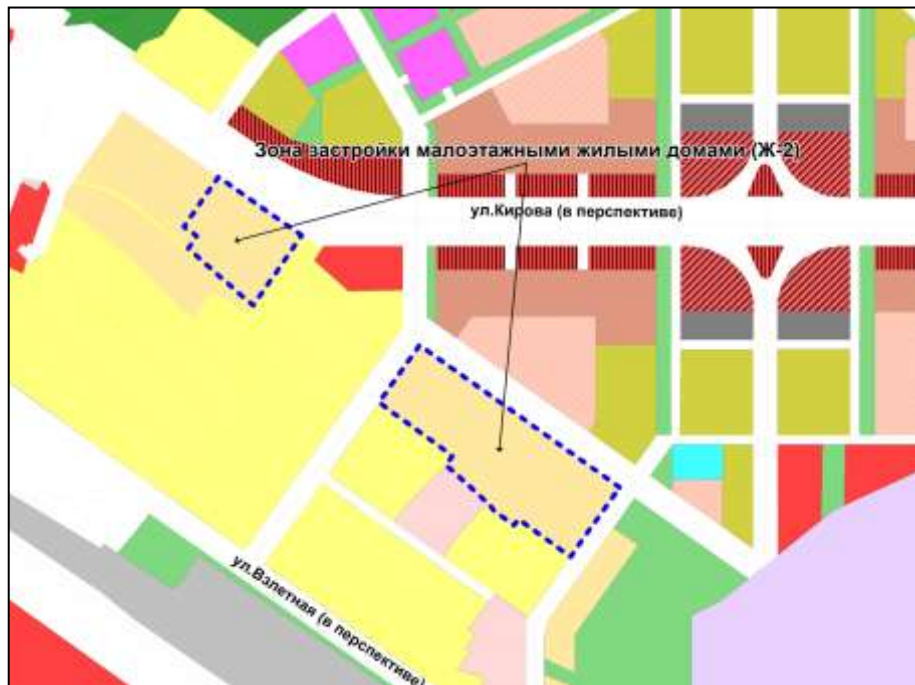 Зона застройки малоэтажными жилыми домами (Ж-2)
ул.Кирова (в перспективе)
ул.Взлетная (в перспективе)